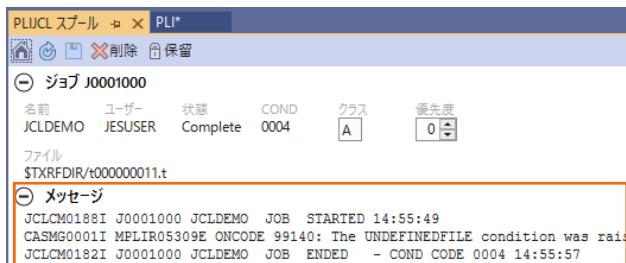 PLIJCL スプール PLI*
削除 保留
ジョブ J0001000
名前 ユーザー 状態 COND クラス 優先度
JCLDEMO JESUSER Complete 0004 A 0
ファイル
$TXRFDIR/t000000011.t
メッセージ
JCLCM0188I J0001000 JCLDEMO JOB STARTED 14:55:49
CASMG0001I MPLIR05309E ONCODE 99140: The UNDEFINEDFILE condition was rais
JCLCM0182I J0001000 JCLDEMO JOB ENDED - COND CODE 0004 14:55:57